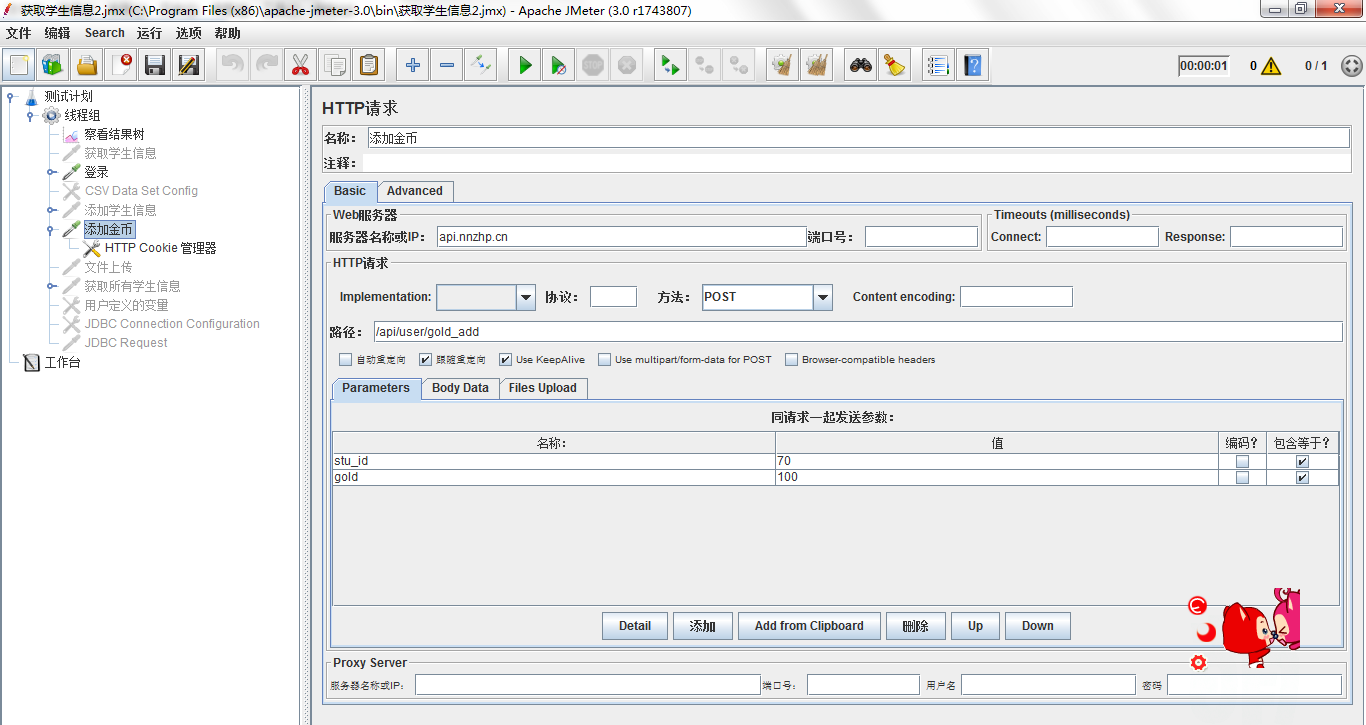 获取学生信息2.jmx (C:\Program Files (x86)\apache-jmeter-3.0\bin\获取学生信息2.jmx) - Apache JMeter (3.0 r1743807)
文件 编辑 Search 运行 选项 帮助
00:00:01 0 0 / 1
测试计划
线程组
察看结果树
获取学生信息
登录
CSV Data Set Config
添加学生信息
添加金币
HTTP Cookie 管理器
文件上传
获取所有学生信息
用户定义的变量
JDBC Connection Configuration
JDBC Request
工作台
HTTP请求
名称: 添加金币
注释:
Basic Advanced
Web服务器
服务器名称或IP: api.nnzhp.cn 端口号:
Timeouts (milliseconds)
Connect: Response:
HTTP请求
Implementation: 协议: 方法: POST Content encoding:
路径: /api/user/gold_add
自动重定向 跟随重定向 Use KeepAlive Use multipart/form-data for POST Browser-compatible headers
Parameters Body Data Files Upload
同请求一起发送参数:
名称: 值 编码? 包含等于?
stu_id 70
gold 100
Detail 添加 Add from Clipboard 删除 Up Down
Proxy Server
服务器名称或IP: 端口号: 用户名 密码